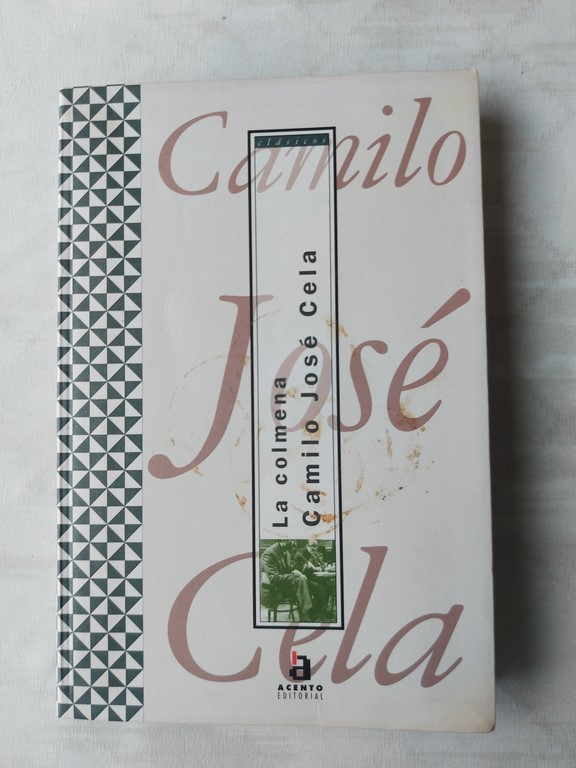 Camilo
José
Cela
clásicos
La colmena
Camilo José Cela
ACENTO
EDITORIAL